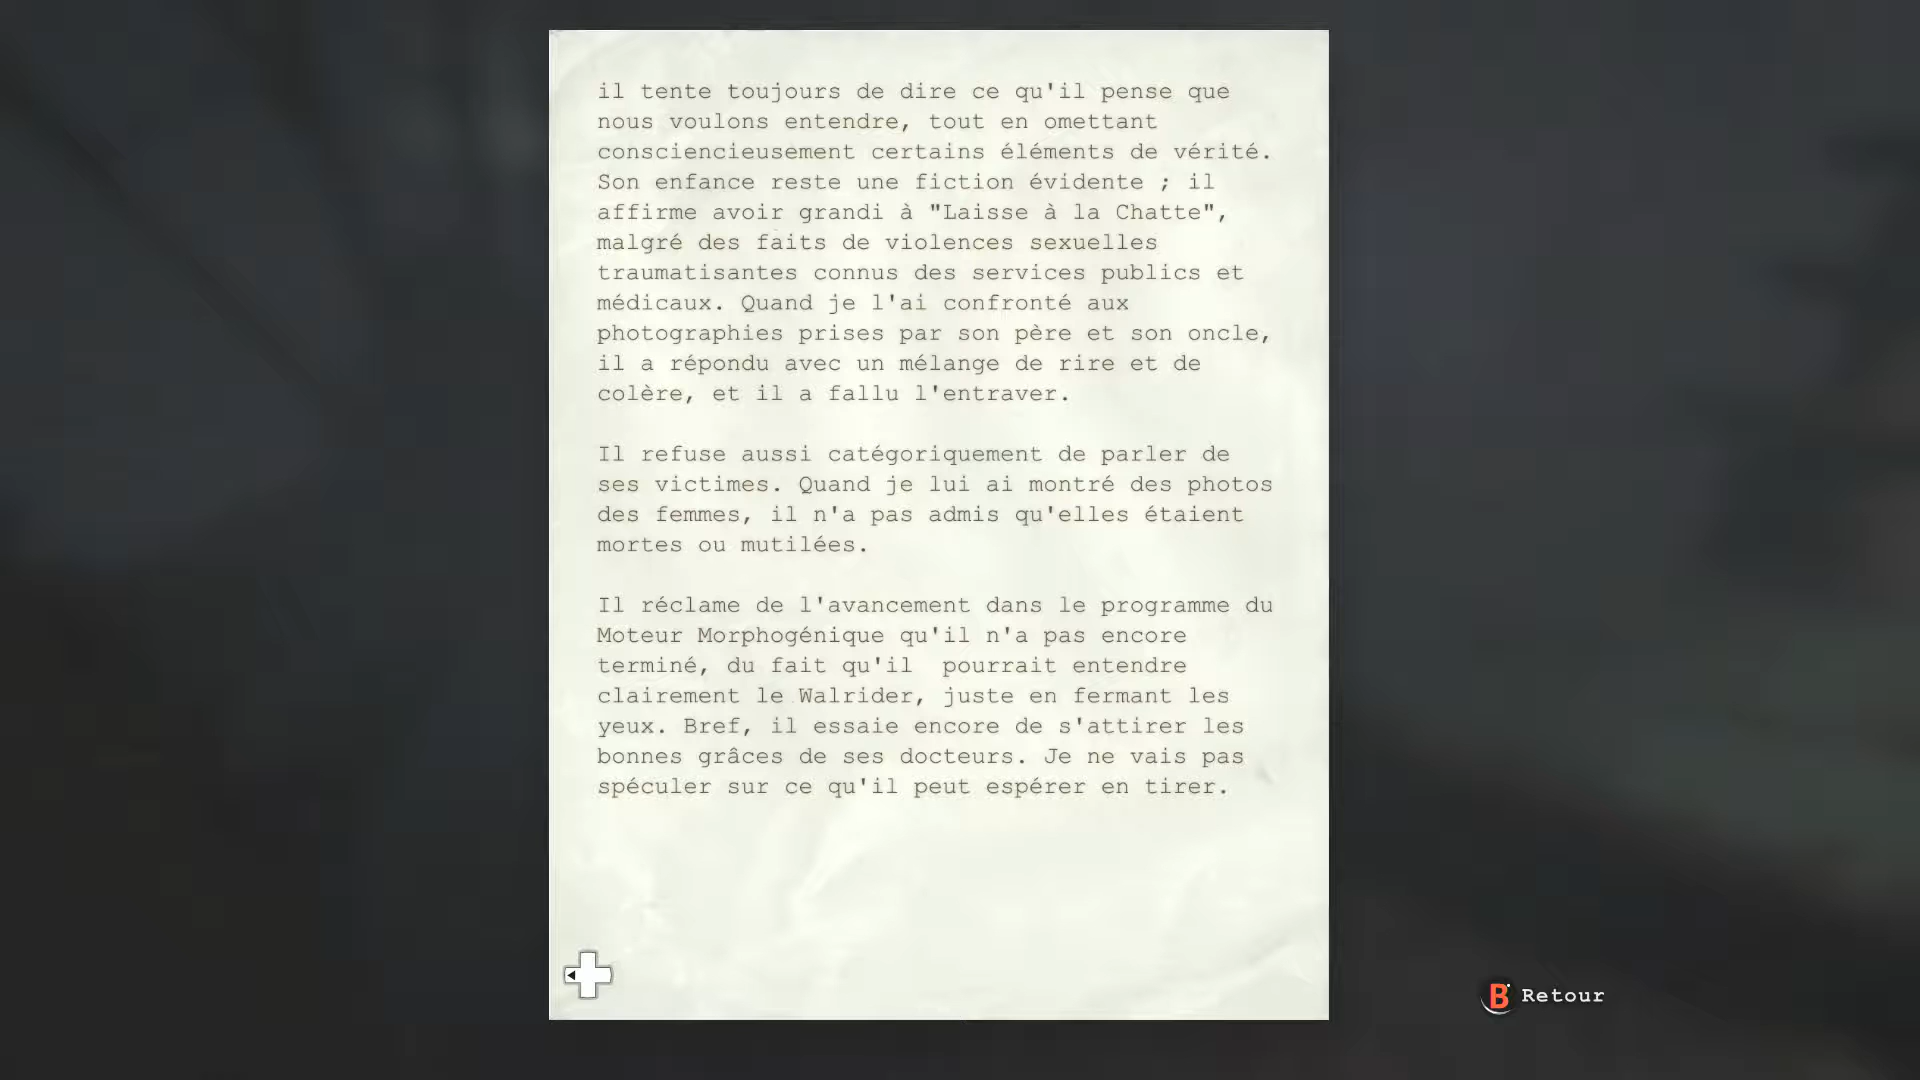 il tente toujours de dire ce qu'il pense que
nous voulons entendre, tout en omettant
consciencieusement certains éléments de vérité.
Son enfance reste une fiction évidente ; il
affirme avoir grandi à "Laisse à la Chatte",
malgré des faits de violences sexuelles
traumatisantes connus des services publics et
médicaux. Quand je l'ai confronté aux
photographies prises par son père et son oncle,
il a répondu avec un mélange de rire et de
colère, et il a fallu l'entraver.
Il refuse aussi catégoriquement de parler de
ses victimes. Quand je lui ai montré des photos
des femmes, il n'a pas admis qu'elles étaient
mortes ou mutilées.
Il réclame de l'avancement dans le programme du
Moteur Morphogénique qu'il n'a pas encore
terminé, du fait qu'il  pourrait entendre
clairement le Walrider, juste en fermant les
yeux. Bref, il essaie encore de s'attirer les
bonnes grâces de ses docteurs. Je ne vais pas
spéculer sur ce qu'il peut espérer en tirer.
B Retour